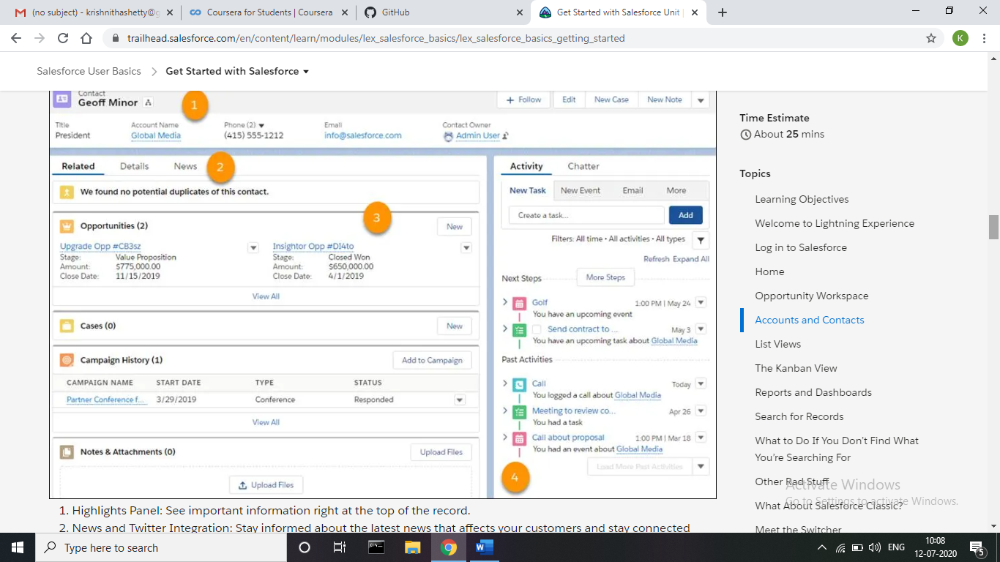 (no subject) - krishnithashetty@g
Coursera for Students | Coursera
GitHub
Get Started with Salesforce Unit |
trailhead.salesforce.com/en/content/learn/modules/lex_salesforce_basics/lex_salesforce_basics_getting_started
K
Salesforce User Basics > Get Started with Salesforce
Contact
Geoff Minor
1
+ Follow Edit New Case New Note
Title Account Name Phone (2) Email Contact Owner
President Global Media (415) 555-1212 info@salesforce.com Admin User
Related Details News 2
We found no potential duplicates of this contact.
3
Opportunities (2) New
Upgrade Opp #CB3sz
Stage: Value Proposition
Amount: $775,000.00
Close Date: 11/15/2019
Insightor Opp #DI4to
Stage: Closed Won
Amount: $650,000.00
Close Date: 4/1/2019
View All
Cases (0) New
Campaign History (1) Add to Campaign
CAMPAIGN NAME START DATE TYPE STATUS
Partner Conference f... 3/29/2019 Conference Responded
View All
Notes & Attachments (0) Upload Files
Upload Files
Activity Chatter
New Task New Event Email More
Create a task... Add
Filters: All time • All activities • All types
Refresh Expand All
Next Steps More Steps
Golf 1:00 PM | May 24
You have an upcoming event
Send contract to ... May 3
You have an upcoming task about Global Media
Past Activities
Call Today
You logged a call about Global Media
Meeting to review co... Apr 26
You had a task
Call about proposal 1:00 PM | Mar 18
You had an event about Global Media
Load More Past Activities
4
1. Highlights Panel: See important information right at the top of the record.
2. News and Twitter Integration: Stay informed about the latest news that affects your customers and stay connected
Time Estimate
About 25 mins
Topics
Learning Objectives
Welcome to Lightning Experience
Log in to Salesforce
Home
Opportunity Workspace
Accounts and Contacts
List Views
The Kanban View
Reports and Dashboards
Search for Records
What to Do If You Don't Find What
You're Searching For
Other Rad Stuff
What About Salesforce Classic?
Meet the Switcher
Activate Windows
Go to Settings to activate Windows.
Type here to search
ENG
10:08
12-07-2020
5